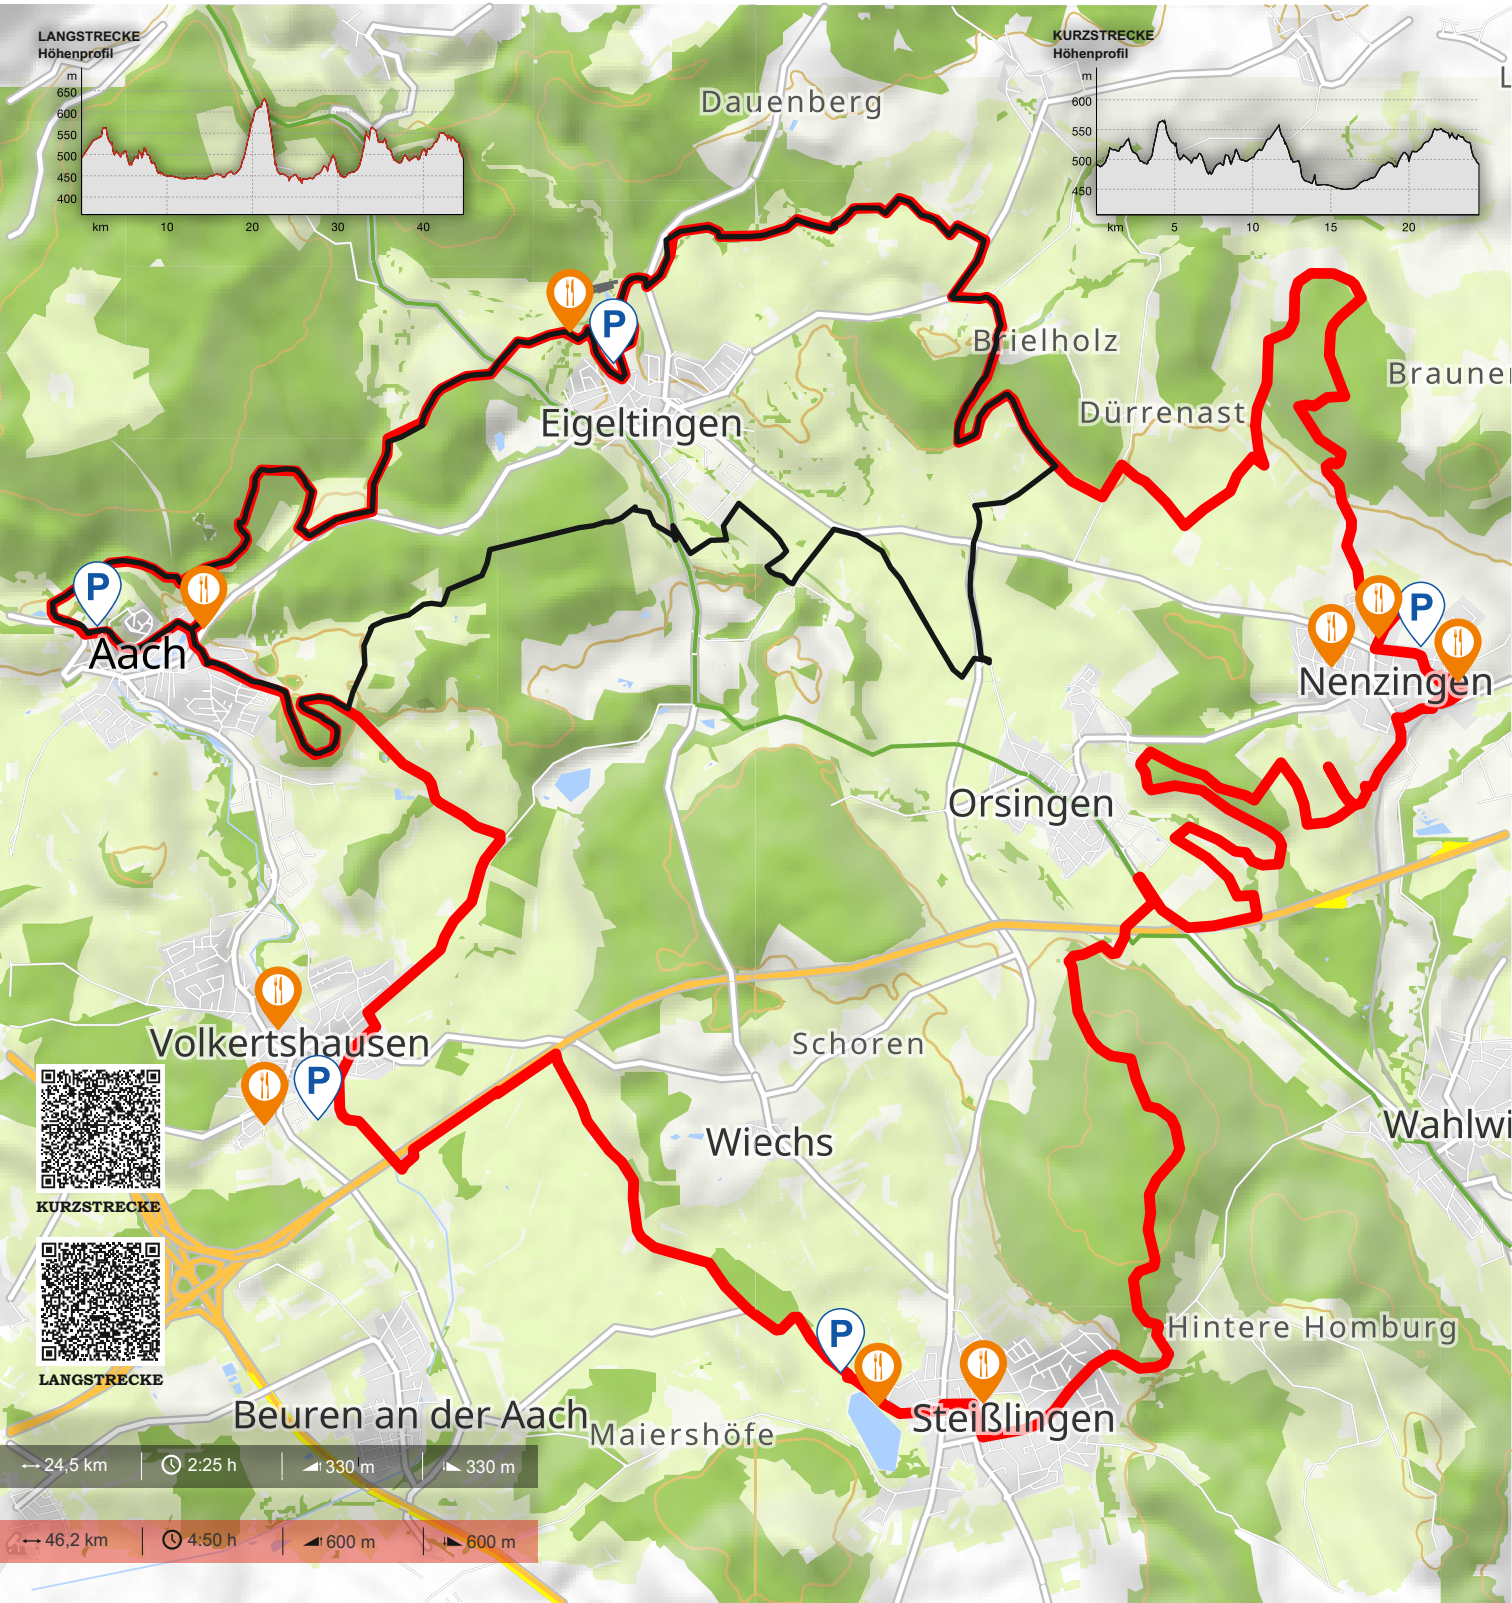 LANGSTRECKE
Höhenprofil
m
650
600
550
500
450
400
km
10
20
30
40
KURZSTRECKE
Höhenprofil
m
600
550
500
450
km
5
10
15
20
L
Dauenberg
P
Brielholz
Braunen
Dürrenast
Eigeltingen
P
P
Aach
Nenzingen
Orsingen
Schoren
Volkertshausen
P
Wiechs
Wahlwi
KURZSTRECKE
P
Hintere Homburg
LANGSTRECKE
Beuren an der Aach
Maiershöfe
Steißlingen
24,5 km
2:25 h
330 m
330 m
46,2 km
4:50 h
600 m
600 m